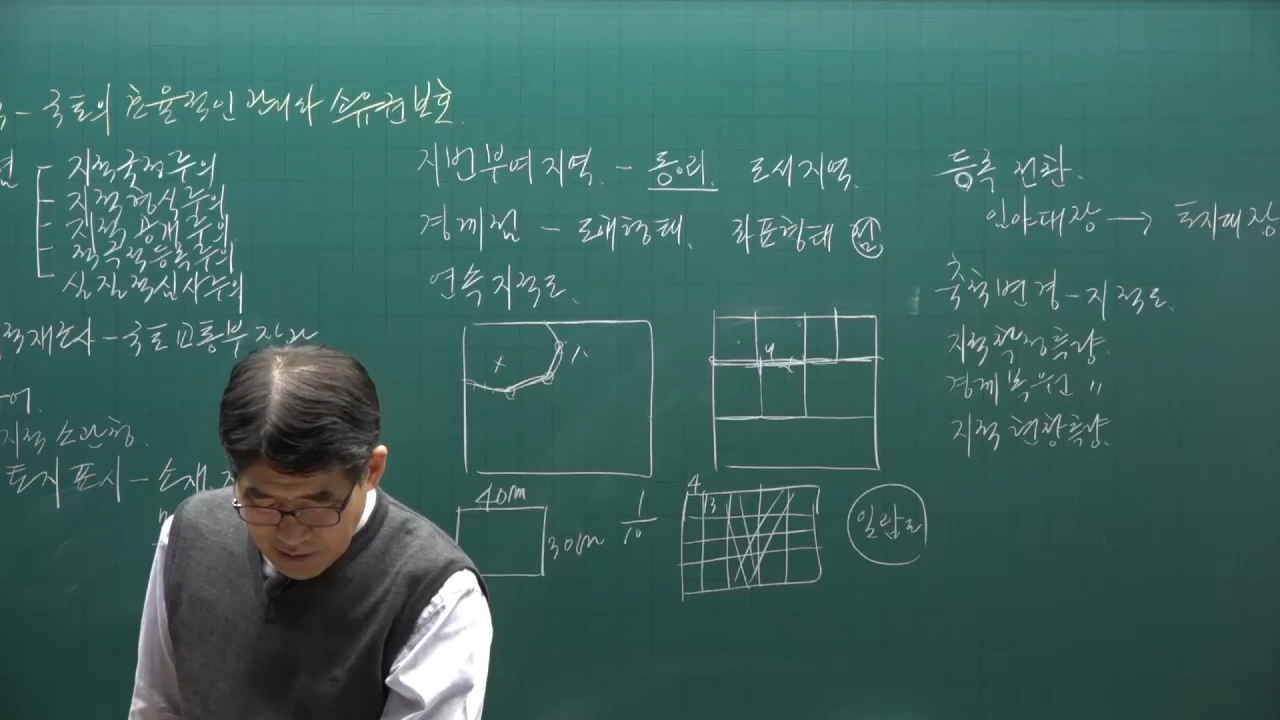 - 국토의 효율적인 관리와 소유권보호.
지적국정주의
지적형식주의
지적공개주의
적극적등록주의
실질적심사주의
적재조사 - 국토교통부장관
지적소관청.
토지표시 - 소재, 지
지번부여지역. - 동·리. 도서지역.
경계점 - 도해형태. 좌표형태
연속지적도.
40m
30m
1/10
4
3
일람도
등록전환.
임야대장 → 토지대장
축척변경 - 지적도.
지적확정측량.
경계복원 〃
지적현황측량.